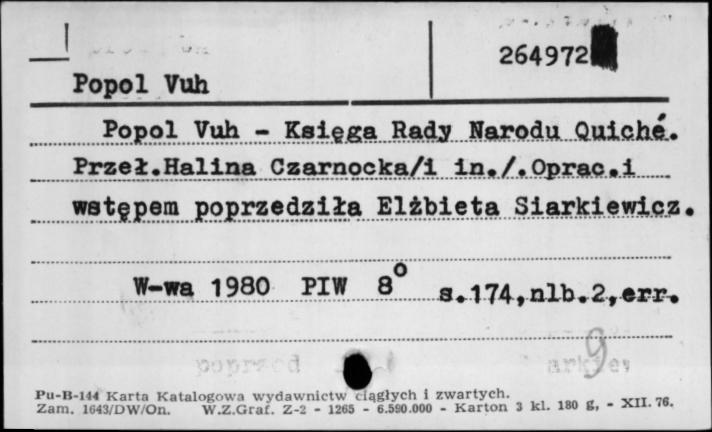 264972
Popol Vuh
Popol Vuh - Księga Rady Narodu Quiché.
Przeł.Halina Czarnocka/i in./.Oprac.i
wstępem poprzedziła Elżbieta Siarkiewicz.
W-wa 1980 PIW 8° s.174,nlb.2,err.
9
Pu-B-144 Karta Katalogowa wydawnictw ciągłych i zwartych.
Zam. 1643/DW/On. W.Z.Graf. Z-2 - 1265 - 6.590.000 - Karton 3 kl. 180 g, - XII. 76.